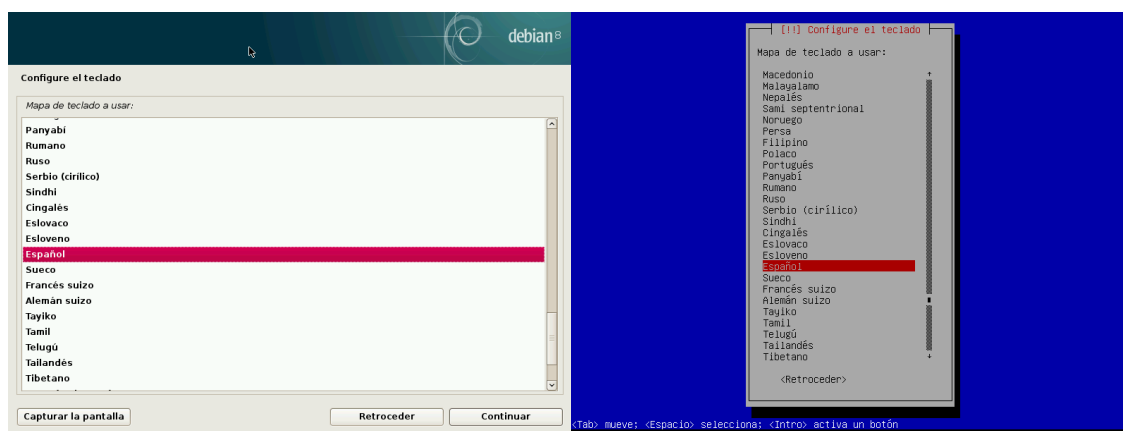 debian 8
Configure el teclado
Mapa de teclado a usar:
Panyabí
Rumano
Ruso
Serbio (cirílico)
Sindhi
Cingalés
Eslovaco
Esloveno
Español
Sueco
Francés suizo
Alemán suizo
Tayiko
Tamil
Telugú
Tailandés
Tibetano
Capturar la pantalla
Retroceder
Continuar
[!!] Configure el teclado
Mapa de teclado a usar:
Macedonio
Malayalamo
Nepalés
Sami septentrional
Noruego
Persa
Filipino
Polaco
Portugués
Panyabí
Rumano
Ruso
Serbio (cirílico)
Sindhi
Cingalés
Eslovaco
Esloveno
Español
Sueco
Francés suizo
Alemán suizo
Tayiko
Tamil
Telugú
Tailandés
Tibetano
<Retroceder>
<Tab> mueve; <Espacio> selecciona; <Intro> activa un botón